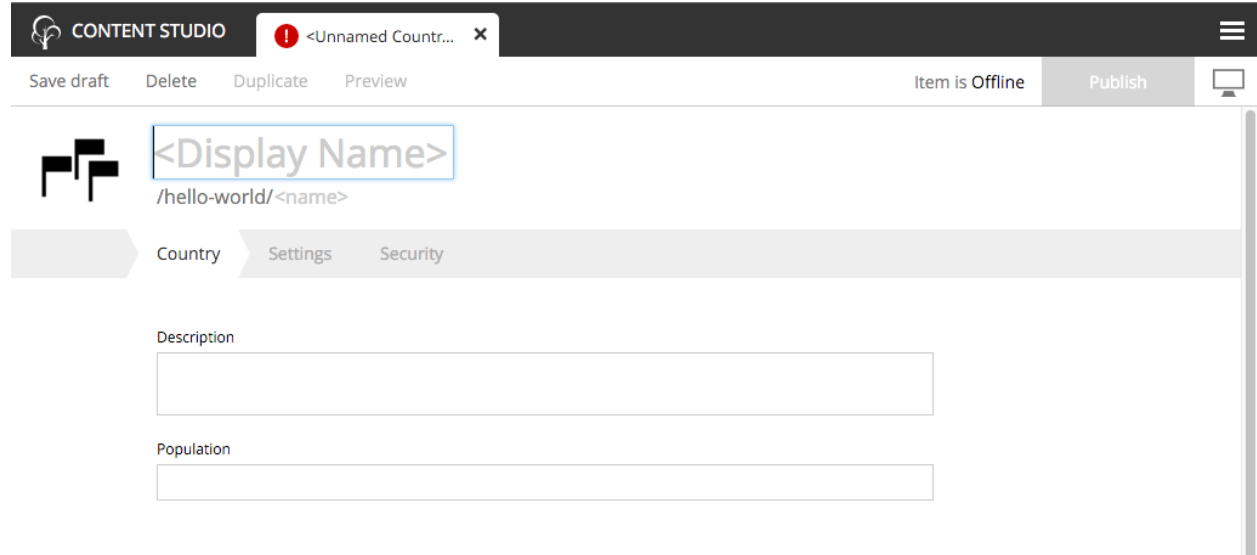 CONTENT STUDIO
<Unnamed Countr...
Save draft Delete Duplicate Preview Item is Offline Publish
<Display Name>
/hello-world/<name>
Country Settings Security
Description
Population